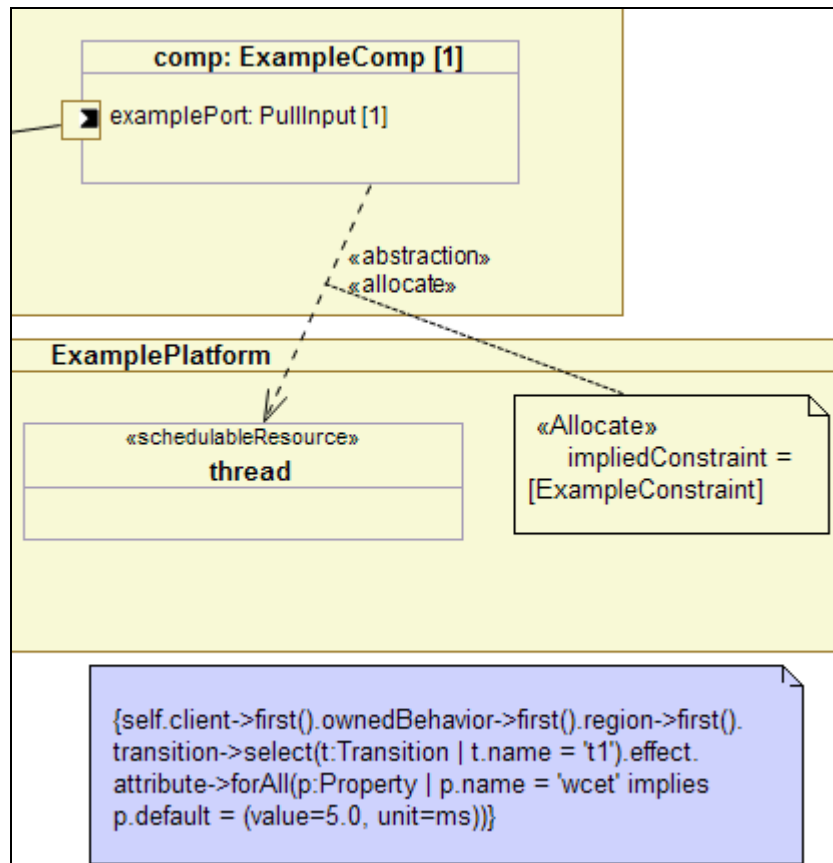 comp: ExampleComp [1]
examplePort: PullInput [1]
«abstraction»
«allocate»
ExamplePlatform
«schedulableResource»
thread
«Allocate»
impliedConstraint =
[ExampleConstraint]
{self.client->first().ownedBehavior->first().region->first().
transition->select(t:Transition | t.name = 't1').effect.
attribute->forAll(p:Property | p.name = 'wcet' implies
p.default = (value=5.0, unit=ms))}